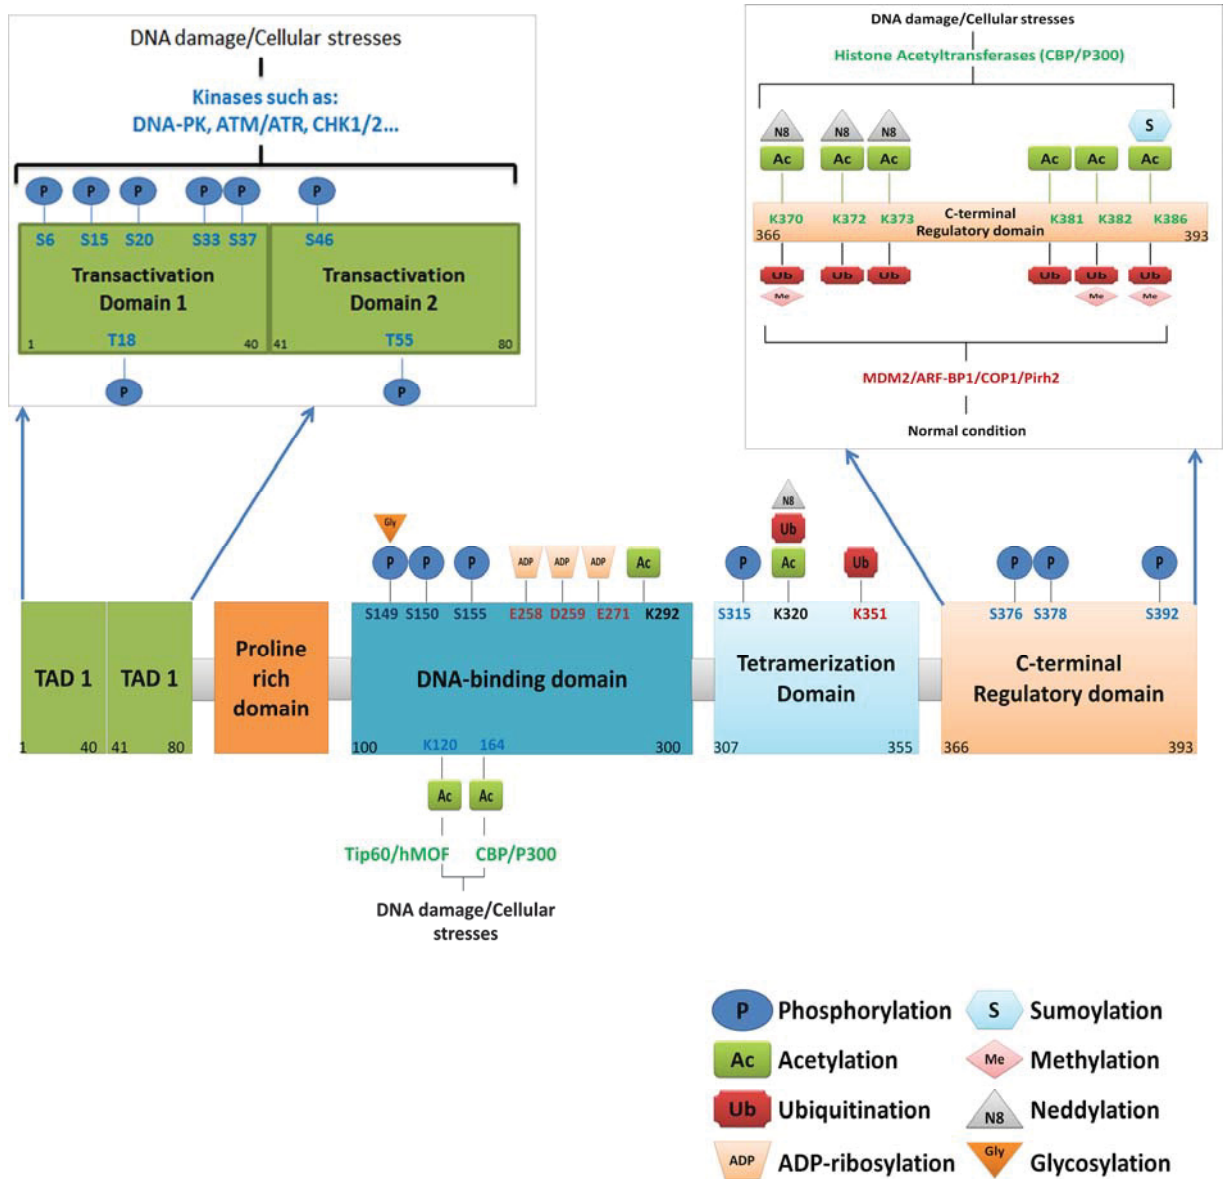 DNA damage/Cellular stresses
Kinases such as:
DNA-PK, ATM/ATR, CHK1/2...
P P P P P P
S6 S15 S20 S33 S37 S46
Transactivation
Domain 1
Transactivation
Domain 2
1 T18 40 41 T55 80
P P
DNA damage/Cellular stresses
Histone Acetyltransferases (CBP/P300)
N8 N8 N8 S
Ac Ac Ac Ac Ac Ac
K370 K372 K373 C-terminal K381 K382 K386
Regulatory domain
366 393
Ub Ub Ub Ub Ub Ub
Me Me Me
MDM2/ARF-BP1/COP1/Pirh2
Normal condition
Gly
P P P ADP ADP ADP Ac
S149 S150 S155 E258 D259 E271 K292
N8
Ub
P Ac Ub
S315 K320 K351
P P P
S376 S378 S392
TAD 1 TAD 1
1 40 41 80
Proline
rich
domain
DNA-binding domain
100 K120 164 300
Tetramerization
Domain
307 355
C-terminal
Regulatory domain
366 393
Ac Ac
Tip60/hMOF CBP/P300
DNA damage/Cellular
stresses
P Phosphorylation S Sumoylation
Ac Acetylation Me Methylation
Ub Ubiquitination N8 Neddylation
ADP ADP-ribosylation Gly Glycosylation